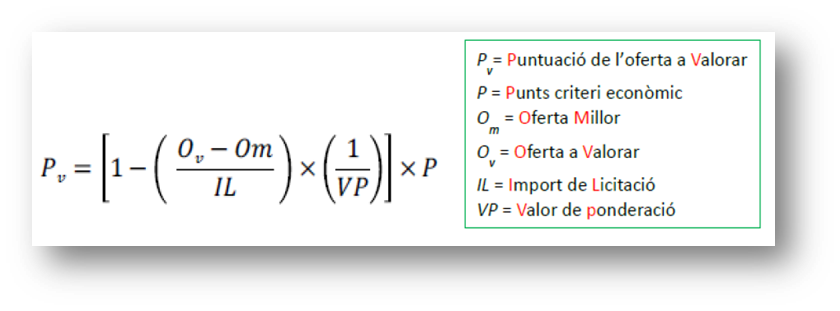 P_v = [1 − ((O_v − Om) / IL) × (1 / VP)] × P
P_v = Puntuació de l'oferta a Valorar
P = Punts criteri econòmic
O_m = Oferta Millor
O_v = Oferta a Valorar
IL = Import de Licitació
VP = Valor de ponderació